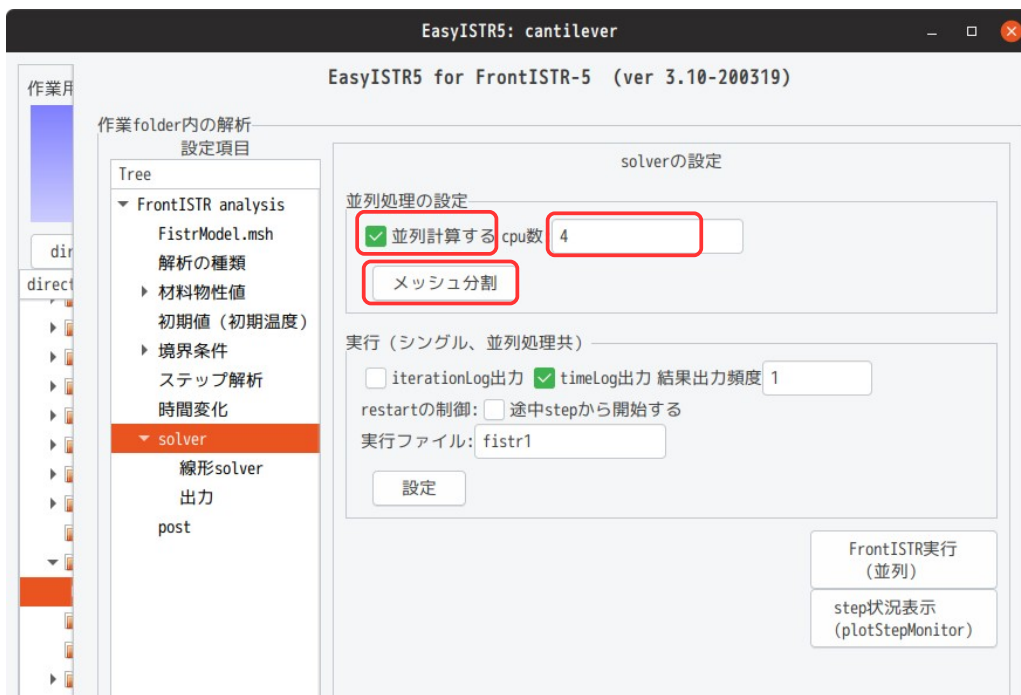 EasyISTR5: cantilever
EasyISTR5 for FrontISTR-5 (ver 3.10-200319)
作業用
作業folder内の解析
設定項目
Tree
FrontISTR analysis
FistrModel.msh
解析の種類
材料物性値
初期値（初期温度）
境界条件
ステップ解析
時間変化
solver
線形solver
出力
post
dir
direct
solverの設定
並列処理の設定
並列計算する cpu数 4
メッシュ分割
実行（シングル、並列処理共）
iterationLog出力 timeLog出力 結果出力頻度 1
restartの制御: 途中stepから開始する
実行ファイル: fistr1
設定
FrontISTR実行
(並列)
step状況表示
(plotStepMonitor)